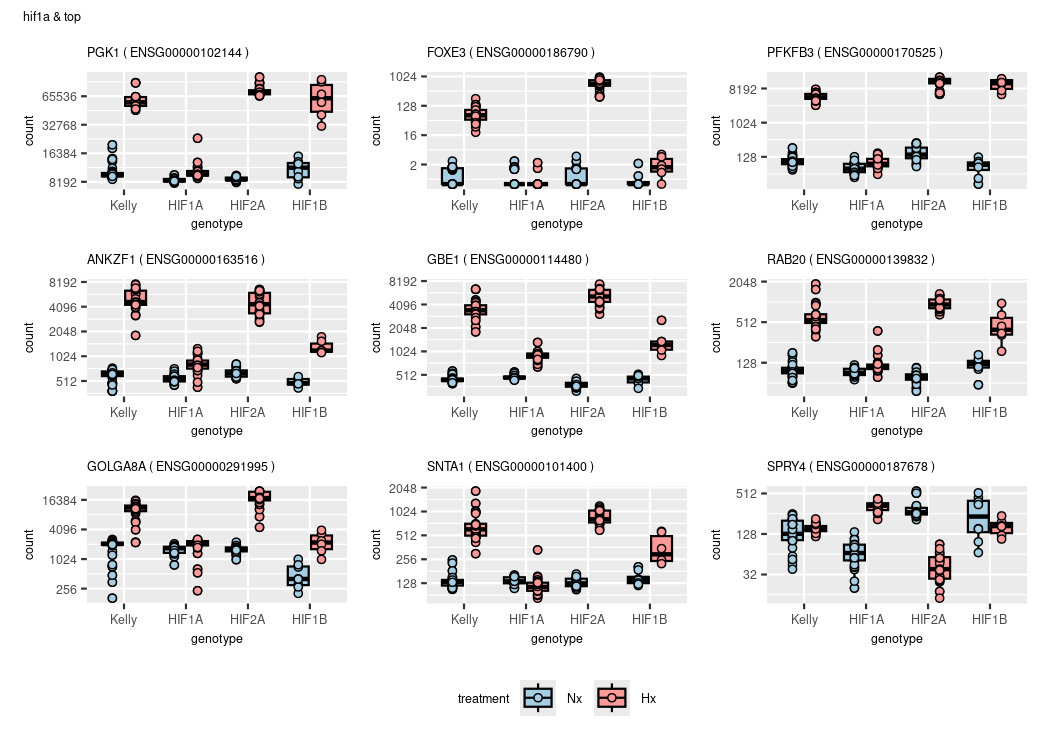 hif1a & top
PGK1 ( ENSG00000102144 )
count
65536
32768
16384
8192
Kelly HIF1A HIF2A HIF1B
genotype
FOXE3 ( ENSG00000186790 )
count
1024
128
16
2
Kelly HIF1A HIF2A HIF1B
genotype
PFKFB3 ( ENSG00000170525 )
count
8192
1024
128
Kelly HIF1A HIF2A HIF1B
genotype
ANKZF1 ( ENSG00000163516 )
count
8192
4096
2048
1024
512
Kelly HIF1A HIF2A HIF1B
genotype
GBE1 ( ENSG00000114480 )
count
8192
4096
2048
1024
512
Kelly HIF1A HIF2A HIF1B
genotype
RAB20 ( ENSG00000139832 )
count
2048
512
128
Kelly HIF1A HIF2A HIF1B
genotype
GOLGA8A ( ENSG00000291995 )
count
16384
4096
1024
256
Kelly HIF1A HIF2A HIF1B
genotype
SNTA1 ( ENSG00000101400 )
count
2048
1024
512
256
128
Kelly HIF1A HIF2A HIF1B
genotype
SPRY4 ( ENSG00000187678 )
count
512
128
32
Kelly HIF1A HIF2A HIF1B
genotype
treatment Nx Hx